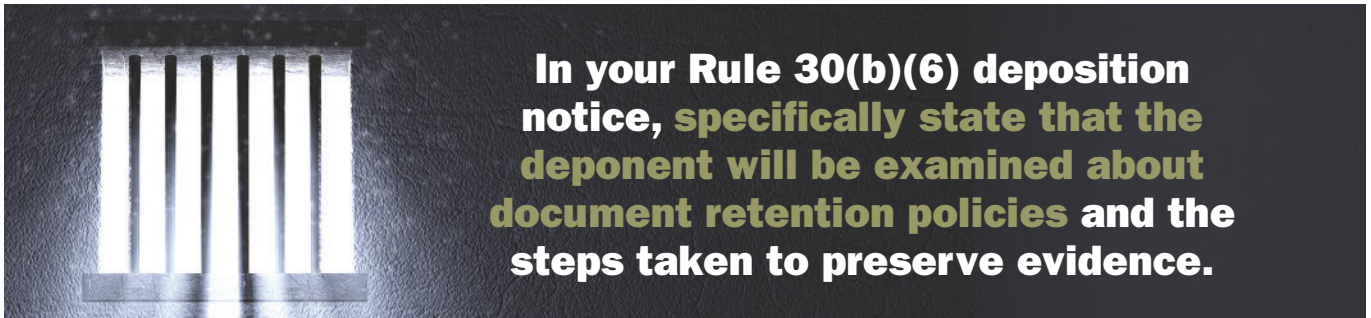 In your Rule 30(b)(6) deposition
notice, specifically state that the
deponent will be examined about
document retention policies and the
steps taken to preserve evidence.